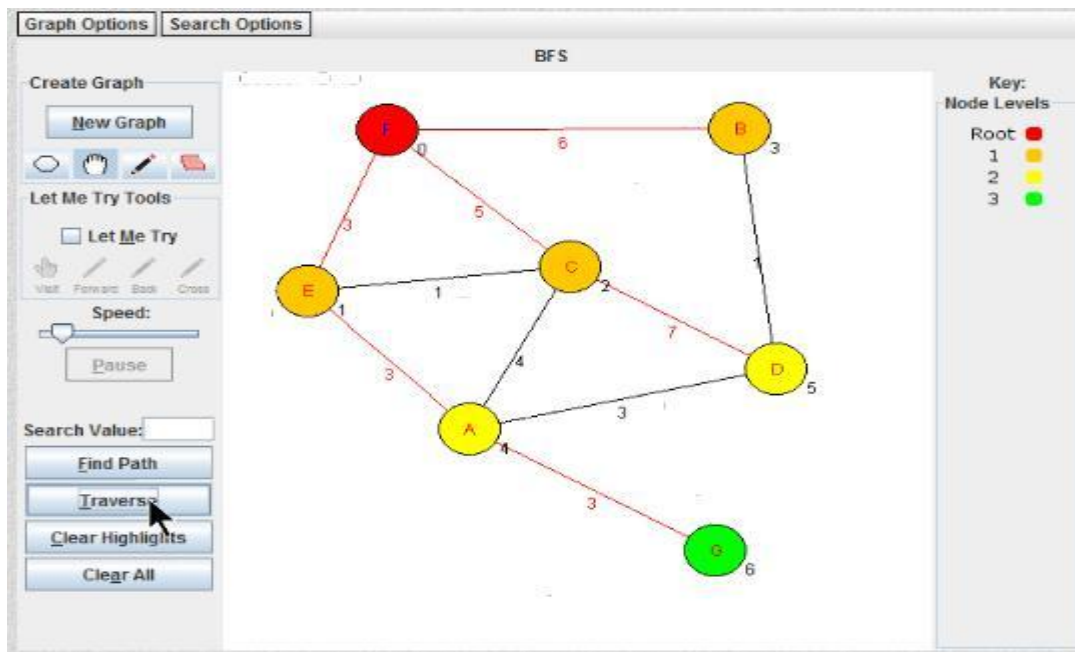 Graph Options Search Options
BFS
Create Graph
New Graph
Let Me Try Tools
Let Me Try
Visit Forward Back Cross
Speed:
Pause
Search Value:
Find Path
Traverse
Clear Highlights
Clear All
F
0
6
B
3
3
5
C
2
E
1
1
7
1
4
3
D
5
3
A
4
3
G
6
Key:
Node Levels
Root
1
2
3